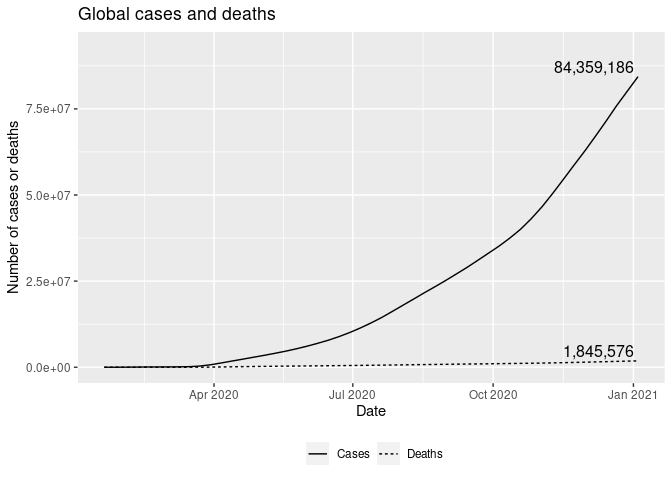 Global cases and deaths
84,359,186
7.5e+07
5.0e+07
2.5e+07
0.0e+00
Number of cases or deaths
1,845,576
Apr 2020 Jul 2020 Oct 2020 Jan 2021
Date
Cases Deaths